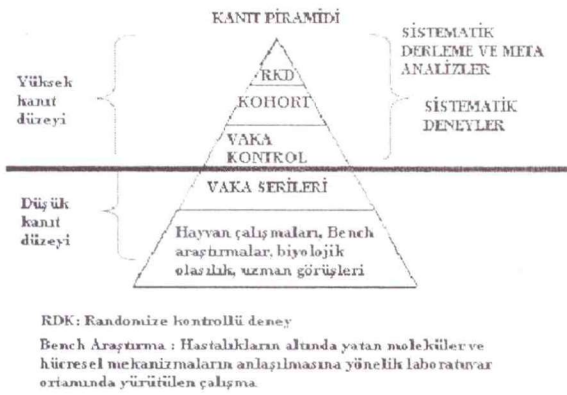 KANIT PİRAMİDİ
SİSTEMATİK
DERLEME VE META
ANALİZLER
SİSTEMATİK
DENEYLER
Yüksek
kanıt
düzeyi
RKD
KOHORT
VAKA
KONTROL
VAKA SERİLERİ
Düşük
kanıt
düzeyi
Hayvan çalışmaları, Bench
araştırmalar, biyolojik
olasılık, uzman görüşleri
RDK: Randomize kontrollü deney
Bench Araştırma : Hastalıkların altında yatan moleküler ve
hücresel mekanizmaların anlaşılmasına yönelik laboratuvar
ortamında yürütülen çalışma